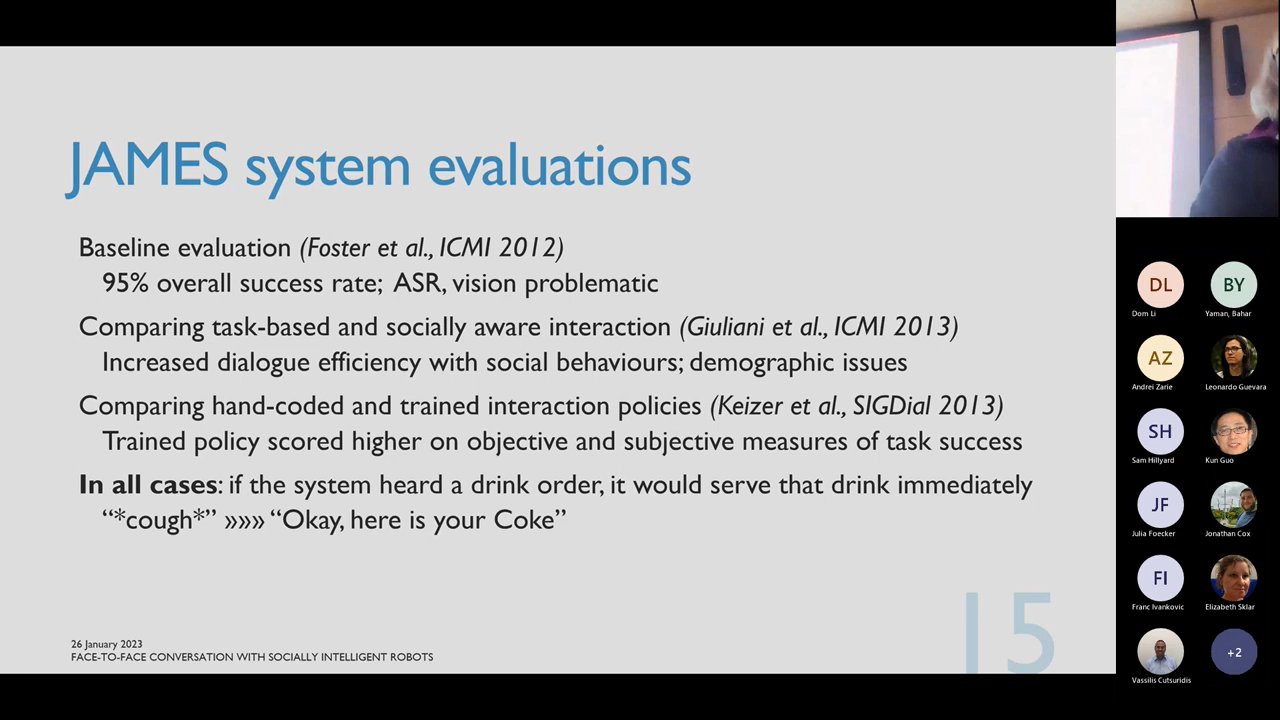 JAMES system evaluations
Baseline evaluation (Foster et al., ICMI 2012)
95% overall success rate; ASR, vision problematic
Comparing task-based and socially aware interaction (Giuliani et al., ICMI 2013)
Increased dialogue efficiency with social behaviours; demographic issues
Comparing hand-coded and trained interaction policies (Keizer et al., SIGDial 2013)
Trained policy scored higher on objective and subjective measures of task success
In all cases: if the system heard a drink order, it would serve that drink immediately
“*cough*” »»» “Okay, here is your Coke”
15
26 January 2023
FACE-TO-FACE CONVERSATION WITH SOCIALLY INTELLIGENT ROBOTS
DL
BY
Dom Li
Yaman, Bahar
AZ
Andrei Zarie
Leonardo Guevara
SH
Sam Hillyard
Kun Guo
JF
Julia Foecker
Jonathan Cox
FI
Franc Ivankovic
Elizabeth Sklar
+2
Vassilis Cutsuridis